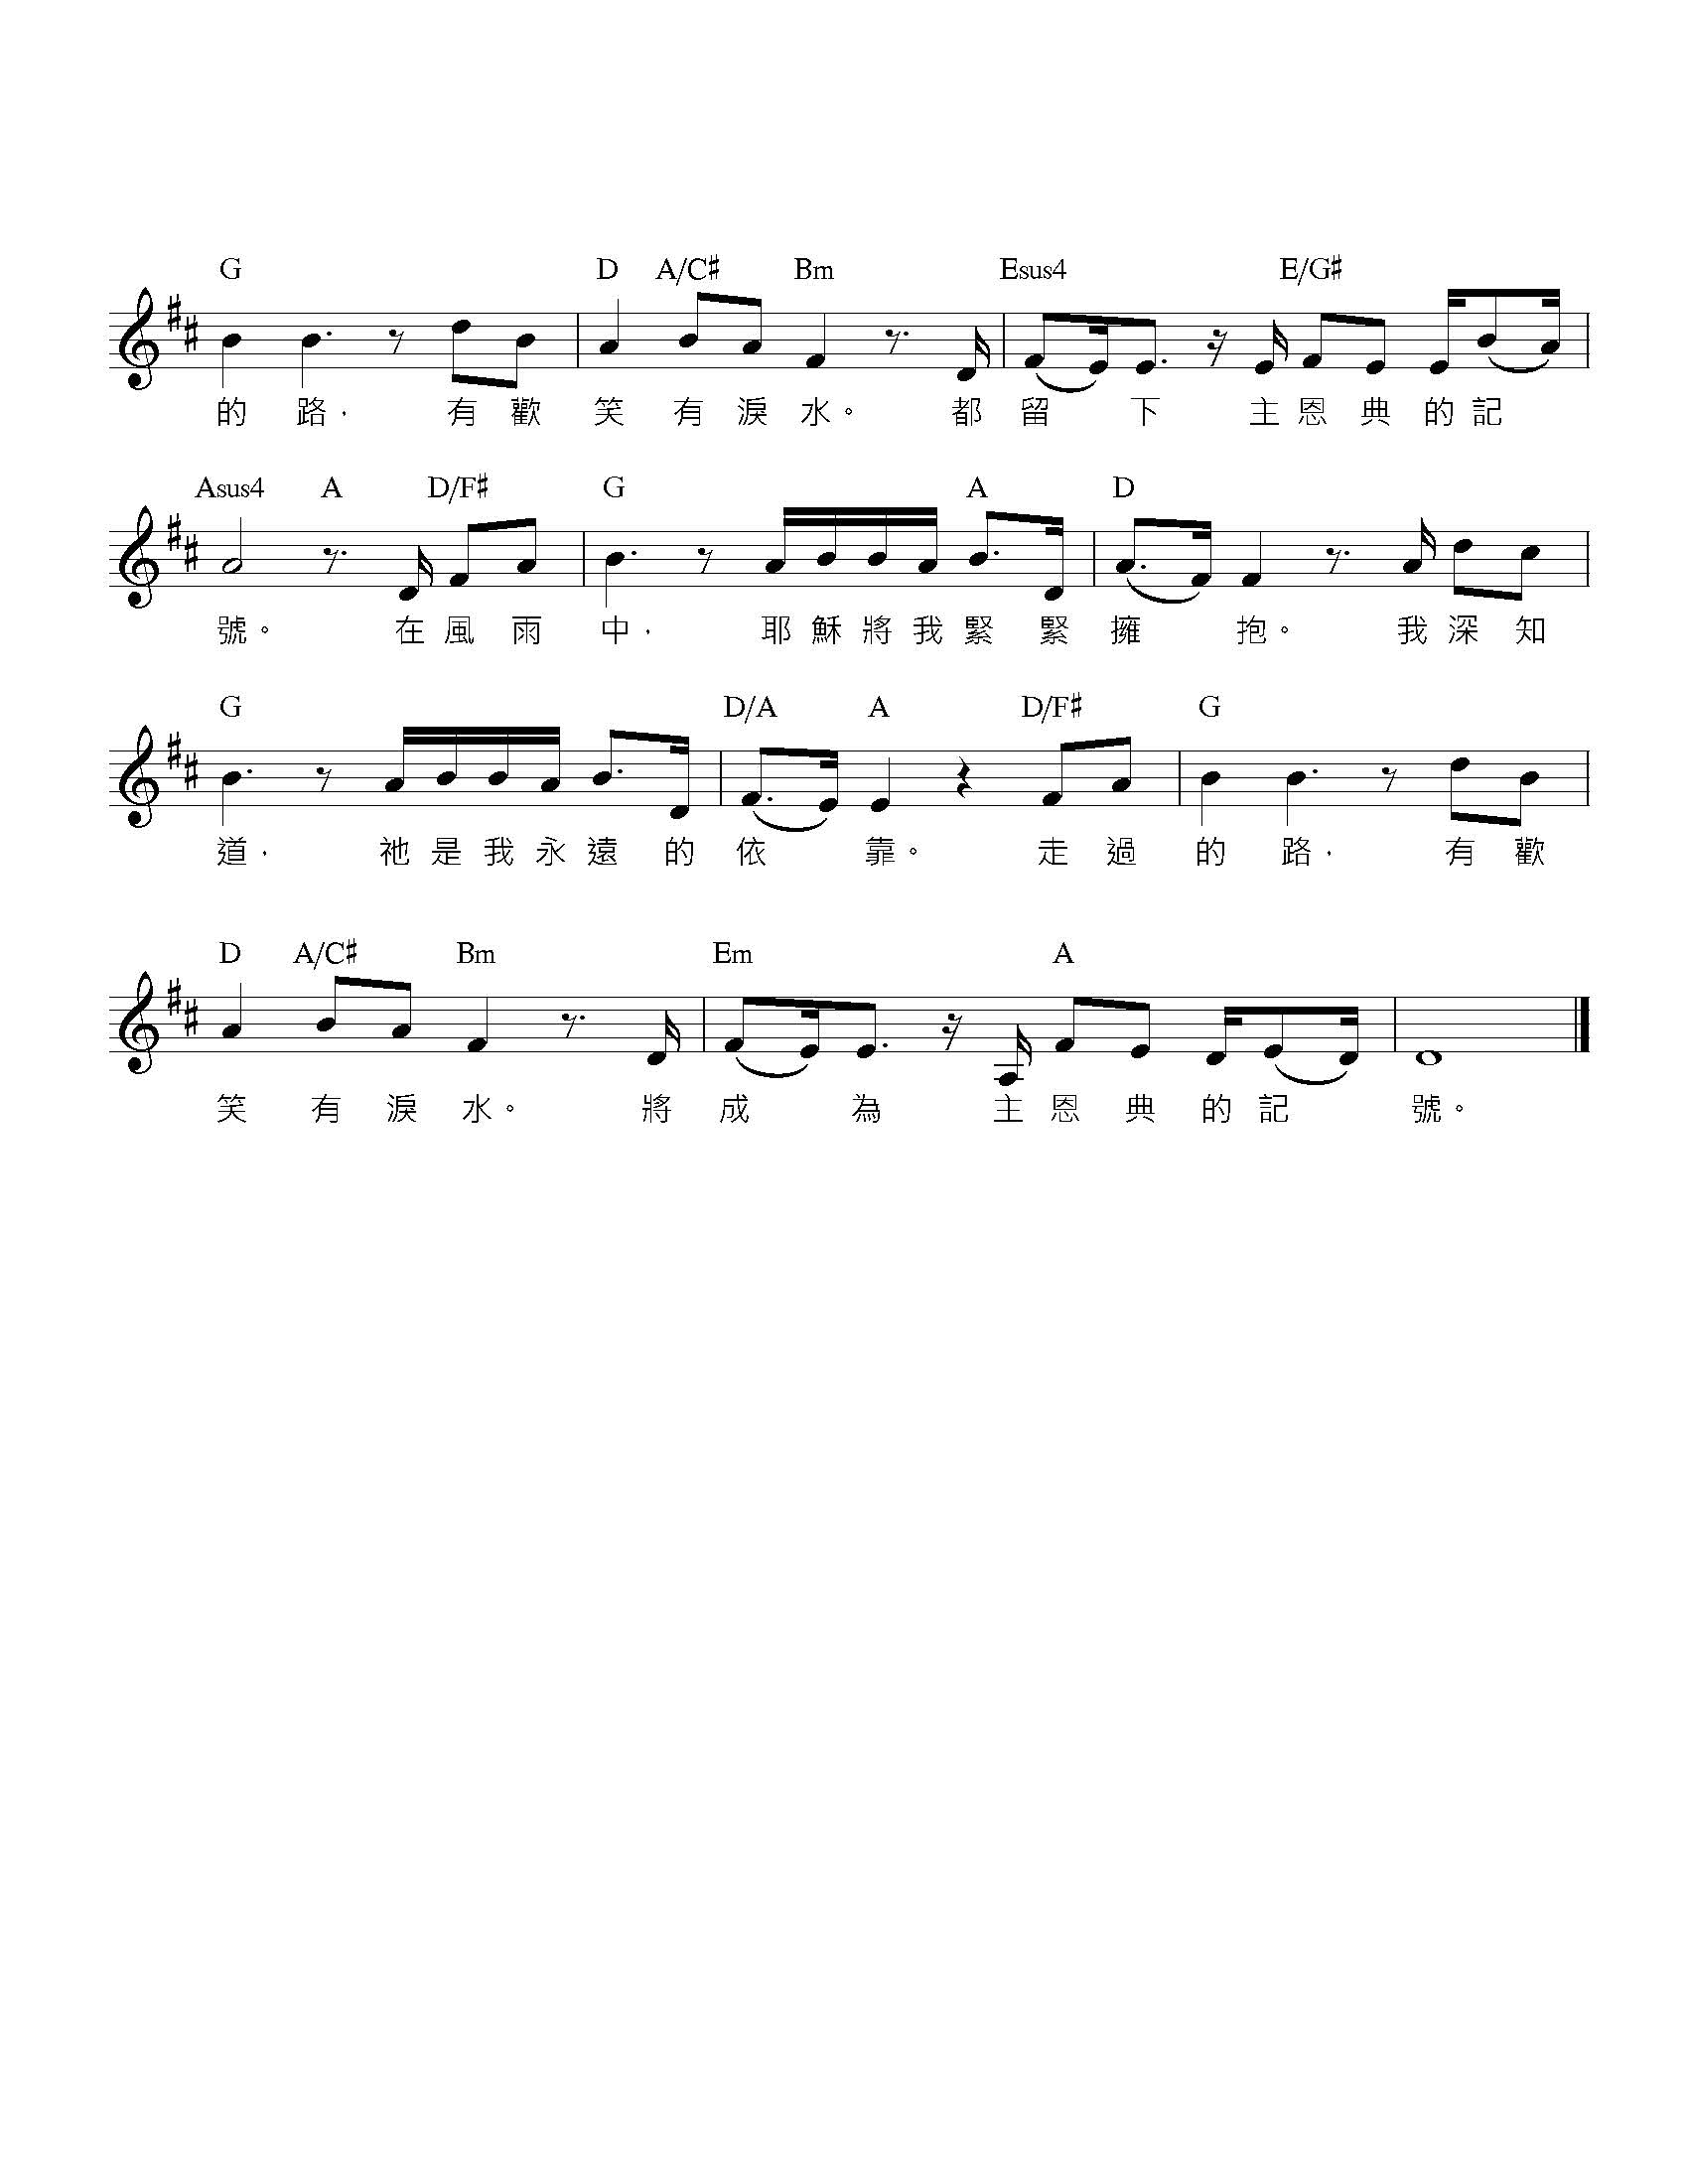 G D A/C♯ Bm Esus4 E/G♯
的 路， 有 歡 笑 有 淚 水。 都 留 下 主 恩 典 的 記
Asus4 A D/F♯ G A D
號。 在 風 雨 中， 耶 穌 將 我 緊 緊 擁 抱。 我 深 知
G D/A A D/F♯ G
道， 祂 是 我 永 遠 的 依 靠。 走 過 的 路， 有 歡
D A/C♯ Bm Em A
笑 有 淚 水。 將 成 為 主 恩 典 的 記 號。